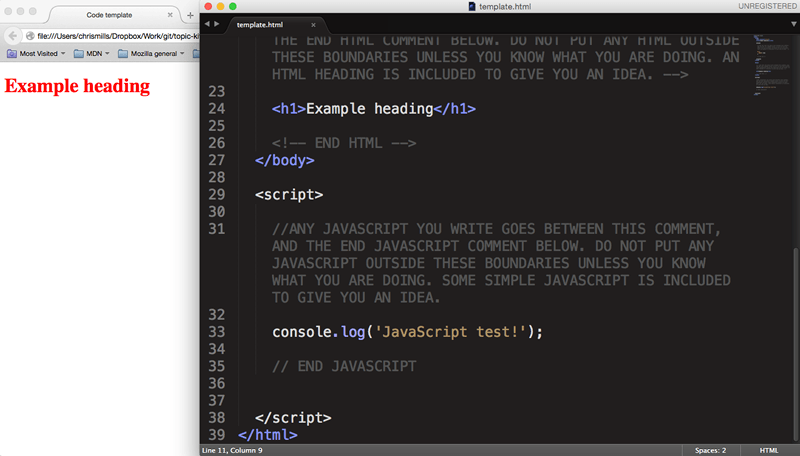 Code template
file:///Users/chrismills/Dropbox/Work/git/topic-ki
Most Visited
MDN
Mozilla general
Example heading
template.html
UNREGISTERED
template.html
THE END HTML COMMENT BELOW. DO NOT PUT ANY HTML OUTSIDE
THESE BOUNDARIES UNLESS YOU KNOW WHAT YOU ARE DOING. AN
HTML HEADING IS INCLUDED TO GIVE YOU AN IDEA. -->
23
24 <h1>Example heading</h1>
25
26 <!-- END HTML -->
27 </body>
28
29 <script>
30
31 //ANY JAVASCRIPT YOU WRITE GOES BETWEEN THIS COMMENT,
AND THE END JAVASCRIPT COMMENT BELOW. DO NOT PUT ANY
JAVASCRIPT OUTSIDE THESE BOUNDARIES UNLESS YOU KNOW
WHAT YOU ARE DOING. SOME SIMPLE JAVASCRIPT IS INCLUDED
TO GIVE YOU AN IDEA.
32
33 console.log('JavaScript test!');
34
35 // END JAVASCRIPT
36
37
38 </script>
39 </html>
Line 11, Column 9
Spaces: 2
HTML